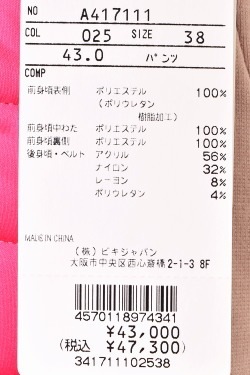 NO A417111
COL 025 SIZE 38
43.0 パンツ
COMP
前身頃表側 ポリエステル 100%
(ポリウレタン
樹脂加工)
前身頃中わた ポリエステル 100%
前身頃裏側 ポリエステル 100%
後身頃・ベルト アクリル 56%
ナイロン 32%
レーヨン 8%
ポリウレタン 4%
MADE IN CHINA
(株) ピキジャパン
大阪市中央区西心斎橋2-1-3 8F
4570118974341
¥43,000
(税込 ¥47,300)
341711102538